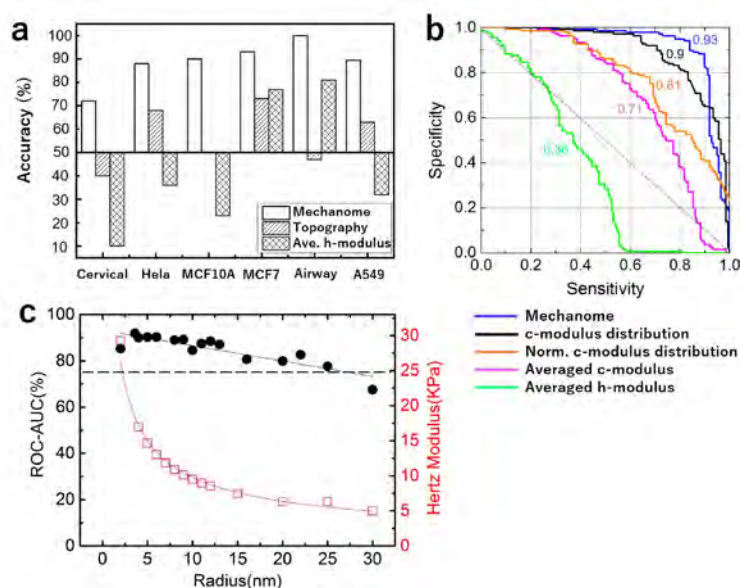 a
Accuracy (%)
100
90
80
70
60
50
40
30
20
10
Mechanome
Topography
Ave. h-modulus
Cervical Hela MCF10A MCF7 Airway A549
b
Specificity
1.0
0.8
0.6
0.4
0.2
0.0
0.93
0.9
0.81
0.71
0.36
0.0 0.2 0.4 0.6 0.8 1.0
Sensitivity
Mechanome
c-modulus distribution
Norm. c-modulus distribution
Averaged c-modulus
Averaged h-modulus
c
ROC-AUC(%)
100
80
60
40
20
0
30
25
20
15
10
5
0
Hertz Modulus(KPa)
0 5 10 15 20 25 30
Radius(nm)